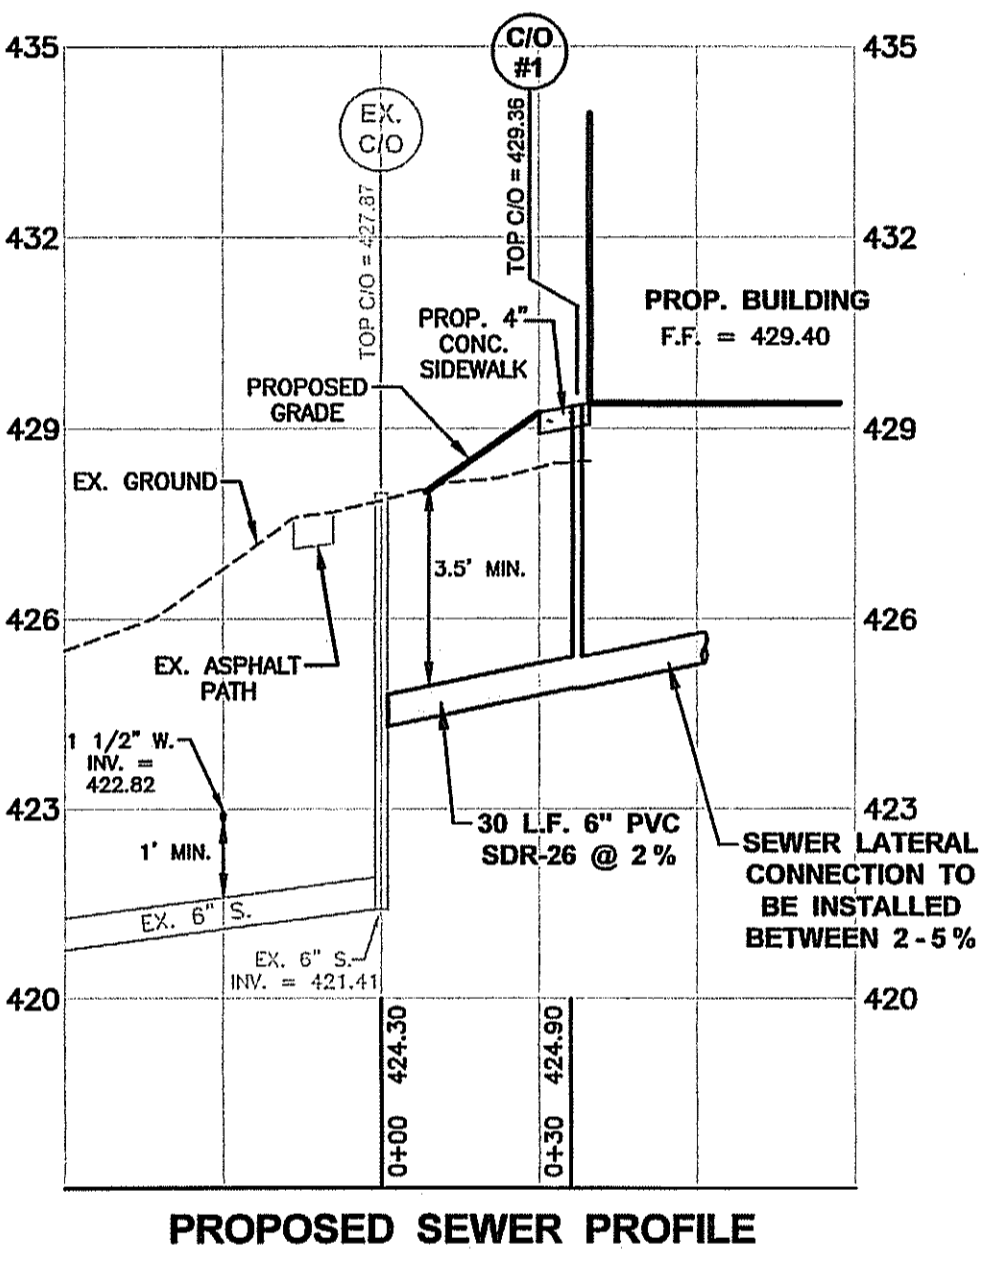 435
C/O
#1
435
EX.
C/O
TOP C/O = 429.36
TOP C/O = 427.87
432
432
PROP. BUILDING
F.F. = 429.40
PROP. 4"
CONC.
SIDEWALK
PROPOSED
GRADE
429
429
EX. GROUND
3.5' MIN.
426
426
EX. ASPHALT
PATH
1 1/2" W.
INV. =
422.82
423
423
30 L.F. 6" PVC
SDR-26 @ 2%
1' MIN.
SEWER LATERAL
CONNECTION TO
BE INSTALLED
BETWEEN 2-5%
EX. 6" S.
EX. 6" S.
INV. = 421.41
420
420
0+00 424.30
0+30 424.90
PROPOSED SEWER PROFILE